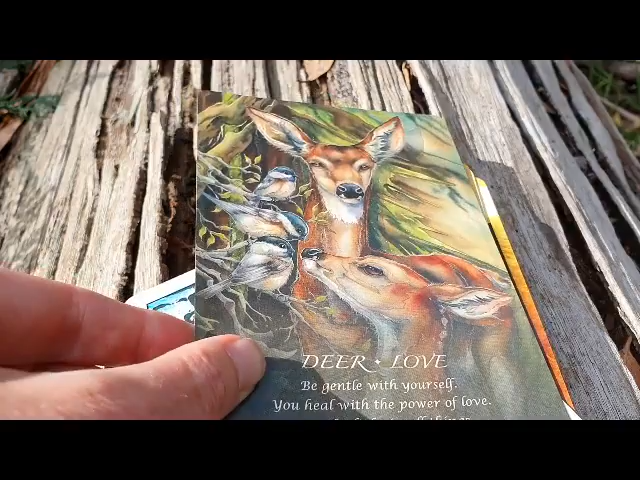 DEER • LOVE
Be gentle with yourself.
You heal with the power of love.